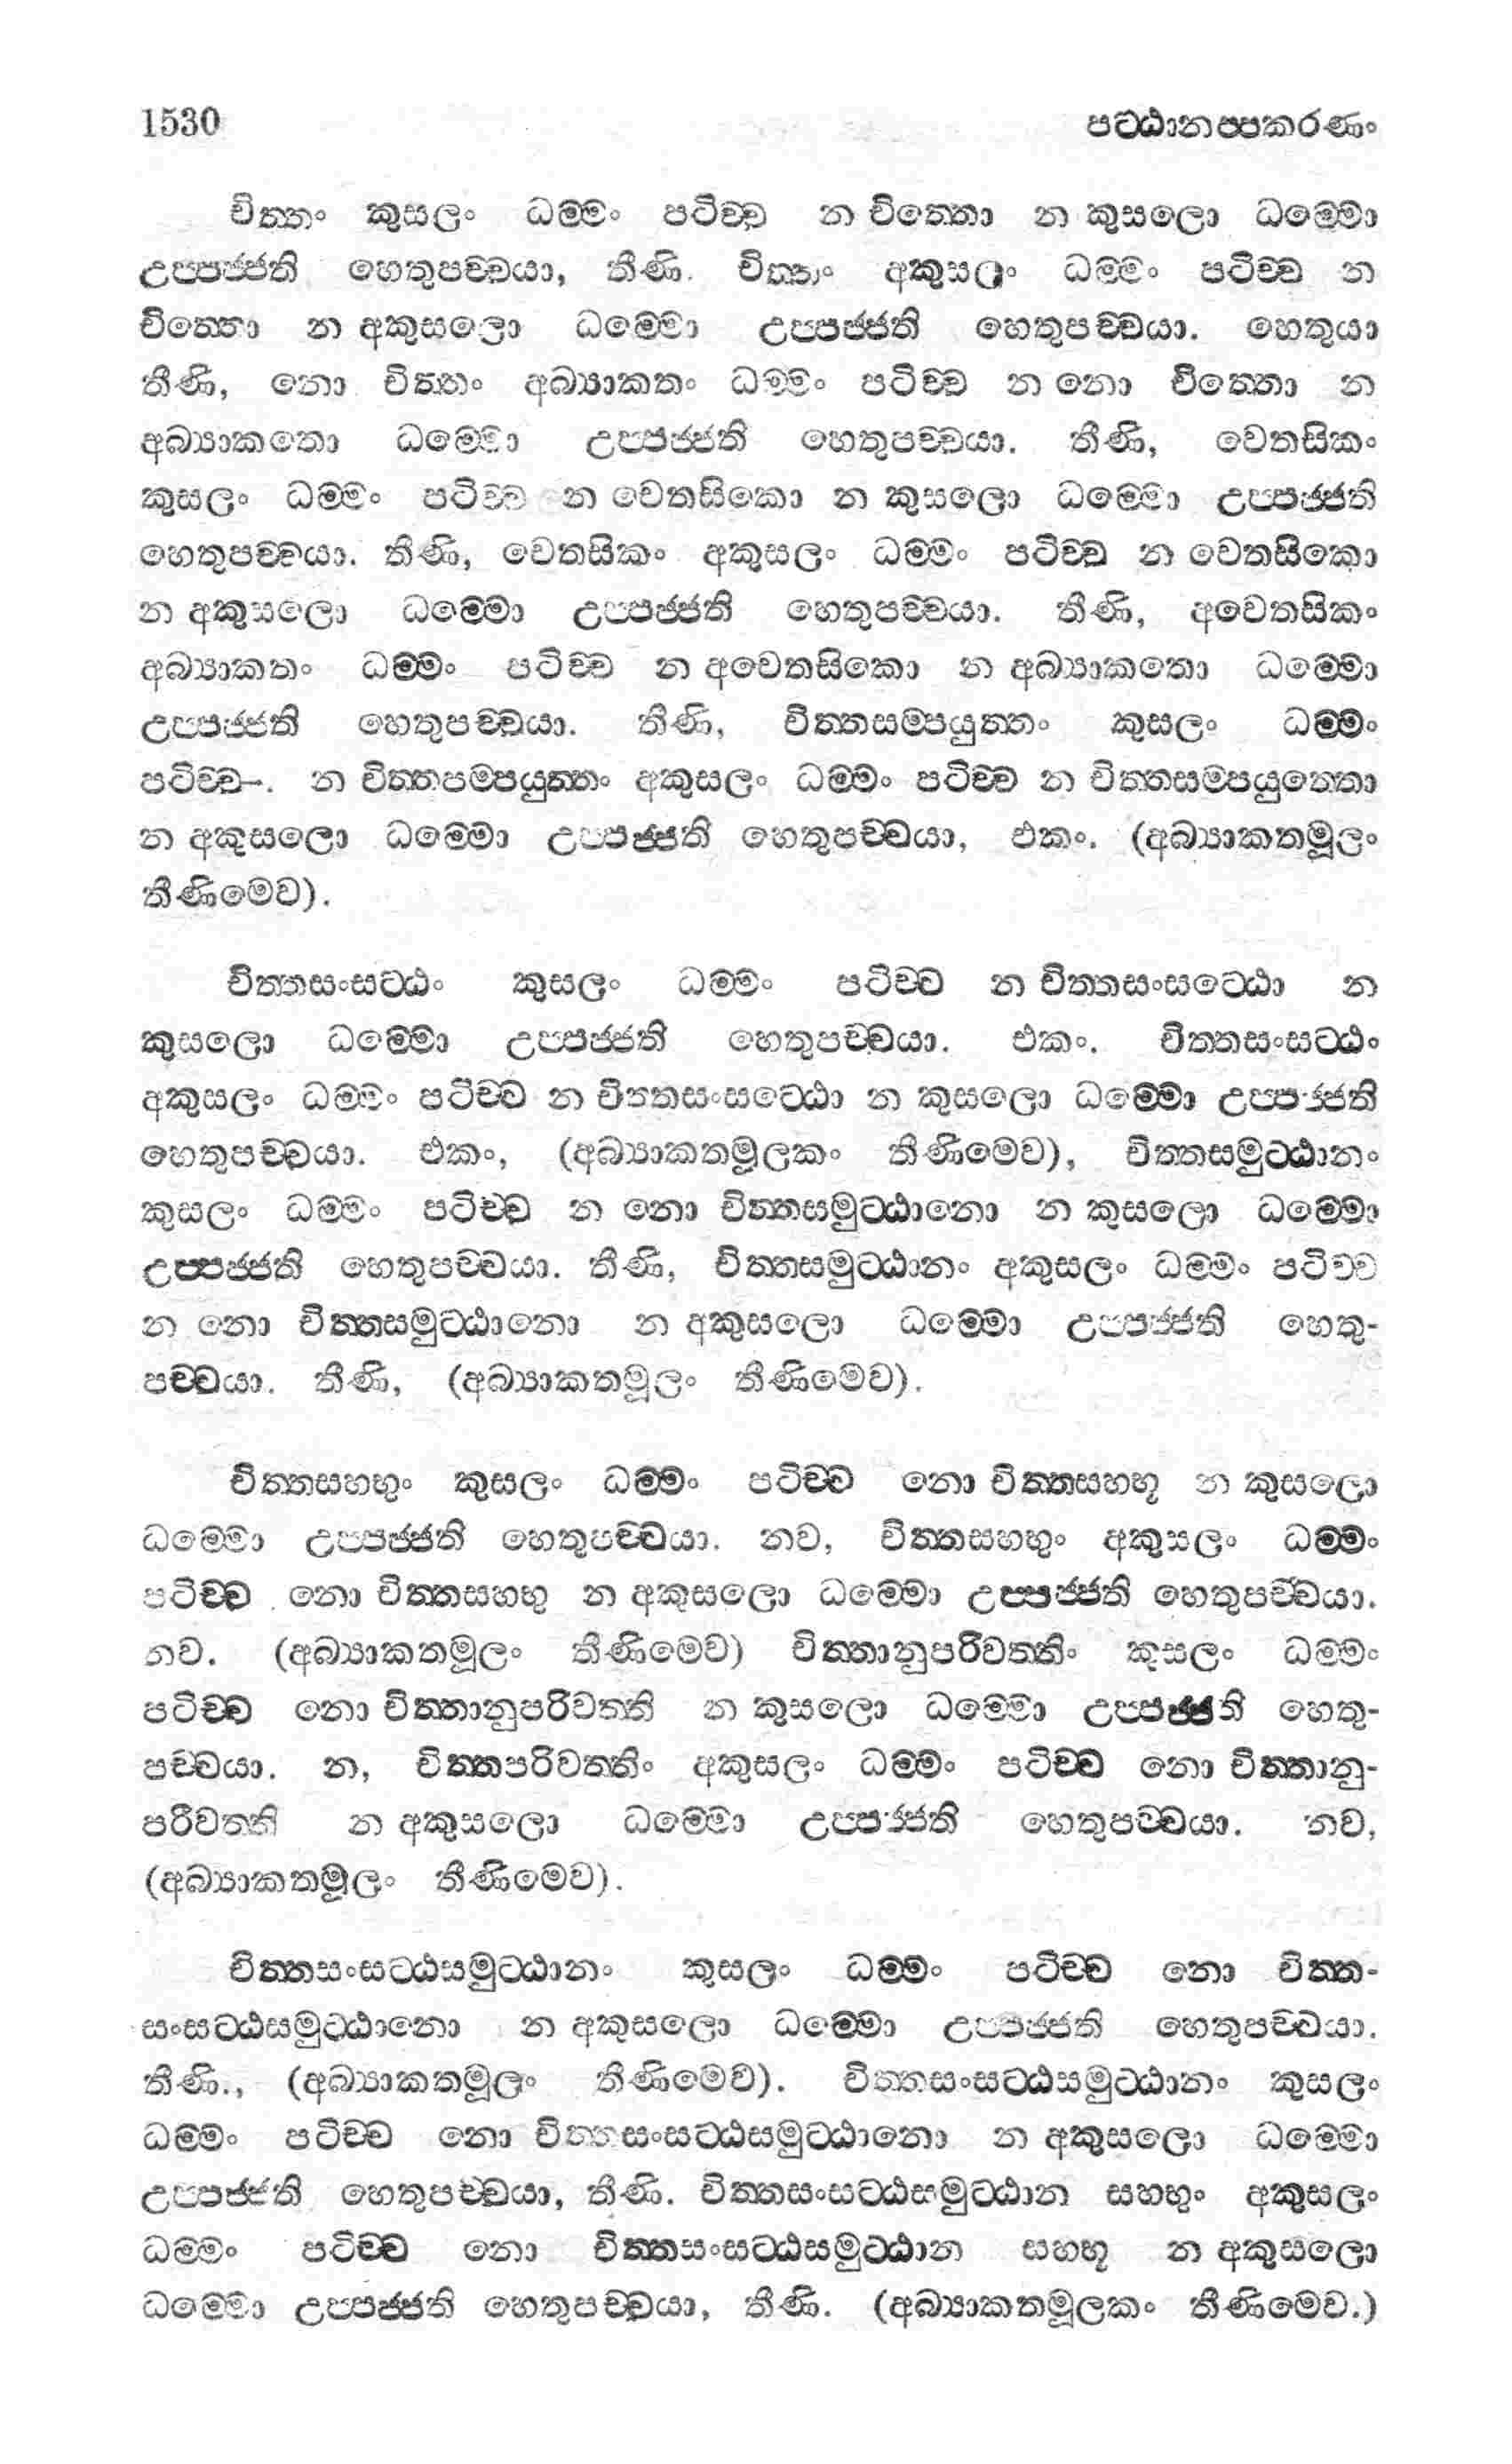 1530 පට්ඨානප්පකරණං
චිත්තං කුසලං ධම්මං පටිච්ච න චිත්තො න කුසලො ධම්මො
උප්පජ්ජති හෙතුපච්චයා, තීණි. චිත්තං අකුසලං ධම්මං පටිච්ච න
චිත්තො න අකුසලො ධම්මො උප්පජ්ජති හෙතුපච්චයා. හෙතුයා
තීණි, නො චිත්තං අබ්‍යාකතං ධම්මං පටිච්ච න නො චිත්තො න
අබ්‍යාකතො ධම්මො උප්පජ්ජති හෙතුපච්චයා. තීණි, චෙතසිකං
කුසලං ධම්මං පටිච්ච න චෙතසිකො න කුසලො ධම්මො උප්පජ්ජති
හෙතුපච්චයා. තීණි, චෙතසිකං අකුසලං ධම්මං පටිච්ච න චෙතසිකො
න අකුසලො ධම්මො උප්පජ්ජති හෙතුපච්චයා. තීණි, අචෙතසිකං
අබ්‍යාකතං ධම්මං පටිච්ච න අචෙතසිකො න අබ්‍යාකතො ධම්මො
උප්පජ්ජති හෙතුපච්චයා. තීණි, චිත්තසම්පයුත්තං කුසලං ධම්මං
පටිච්ච–. න චිත්තපම්පයුත්තං අකුසලං ධම්මං පටිච්ච න චිත්තසම්පයුත්තො
න අකුසලො ධම්මො උප්පජ්ජති හෙතුපච්චයා, එකං. (අබ්‍යාකතමූලං
තීණිමෙව).
චිත්තසංසට්ඨං කුසලං ධම්මං පටිච්ච න චිත්තසංසට්ඨො න
කුසලො ධම්මො උප්පජ්ජති හෙතුපච්චයා. එකං. චිත්තසංසට්ඨං
අකුසලං ධම්මං පටිච්ච න චිත්තසංසට්ඨො න කුසලො ධම්මො උප්පජ්ජති
හෙතුපච්චයා. එකං, (අබ්‍යාකතමූලකං තීණිමෙව), චිත්තසමුට්ඨානං
කුසලං ධම්මං පටිච්ච න නො චිත්තසමුට්ඨානො න කුසලො ධම්මො
උප්පජ්ජති හෙතුපච්චයා. තීණි, චිත්තසමුට්ඨානං අකුසලං ධම්මං පටිච්ච
න නො චිත්තසමුට්ඨානො න අකුසලො ධම්මො උප්පජ්ජති හෙතු-
පච්චයා. තීණි, (අබ්‍යාකතමූලං තීණිමෙව).
චිත්තසහභුං කුසලං ධම්මං පටිච්ච නො චිත්තසහභූ න කුසලො
ධම්මො උප්පජ්ජති හෙතුපච්චයා. නව, චිත්තසහභුං අකුසලං ධම්මං
පටිච්ච නො චිත්තසහභු න අකුසලො ධම්මො උප්පජ්ජති හෙතුපච්චයා.
නව. (අබ්‍යාකතමූලං තීණිමෙව) චිත්තානුපරිවත්තිං කුසලං ධම්මං
පටිච්ච නො චිත්තානුපරිවත්ති න කුසලො ධම්මො උප්පජ්ජති හෙතු-
පච්චයා. න, චිත්තපරිවත්තිං අකුසලං ධම්මං පටිච්ච නො චිත්තානු-
පරිවත්ති න අකුසලො ධම්මො උප්පජ්ජති හෙතුපච්චයා. නව,
(අබ්‍යාකතමූලං තීණිමෙව).
චිත්තසංසට්ඨසමුට්ඨානං කුසලං ධම්මං පටිච්ච නො චිත්ත-
සංසට්ඨසමුට්ඨානො න අකුසලො ධම්මො උප්පජ්ජති හෙතුපච්චයා.
තීණි., (අබ්‍යාකතමූලං තීණිමෙව). චිත්තසංසට්ඨසමුට්ඨානං කුසලං
ධම්මං පටිච්ච නො චිත්තසංසට්ඨසමුට්ඨානො න අකුසලො ධම්මො
උප්පජ්ජති හෙතුපච්චයා, තීණි. චිත්තසංසට්ඨසමුට්ඨාන සහභුං අකුසලං
ධම්මං පටිච්ච නො චිත්තසංසට්ඨසමුට්ඨාන සහභූ න අකුසලො
ධම්මො උප්පජ්ජති හෙතුපච්චයා, තීණි. (අබ්‍යාකතමූලකං තීණිමෙව.)